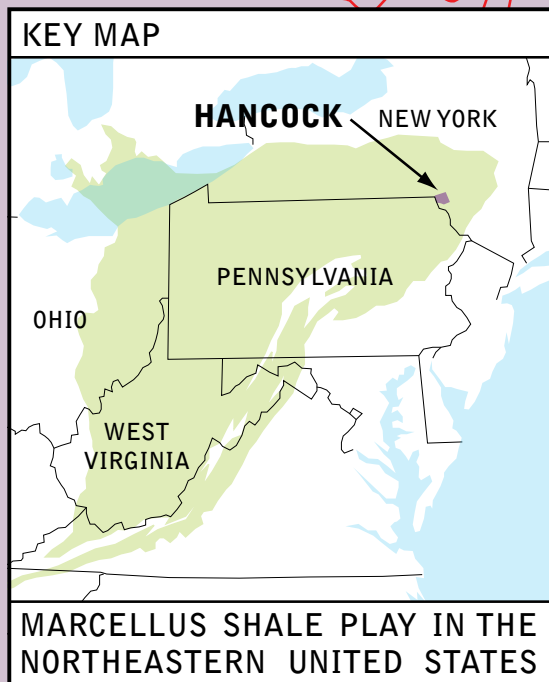 KEY MAP
HANCOCK
NEW YORK
PENNSYLVANIA
OHIO
WEST
VIRGINIA
MARCELLUS SHALE PLAY IN THE
NORTHEASTERN UNITED STATES